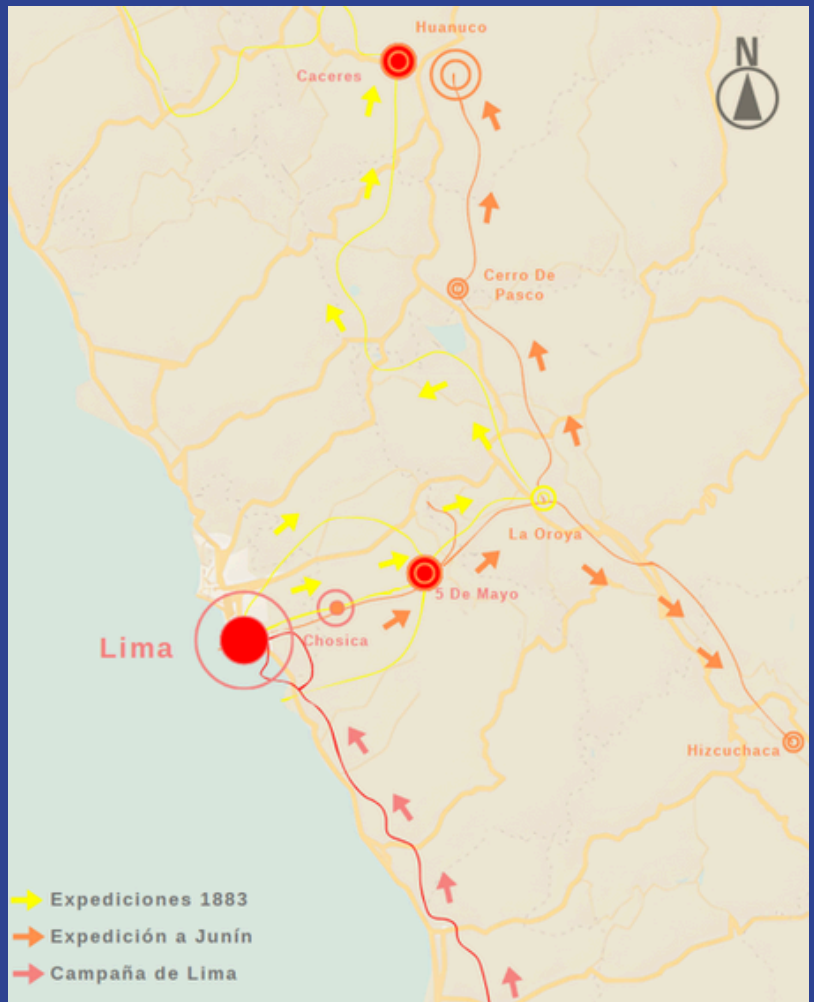 Huanuco
N
Caceres
Cerro De
Pasco
La Oroya
5 De Mayo
Chosica
Lima
Hizcuchaca
Expediciones 1883
Expedición a Junín
Campaña de Lima